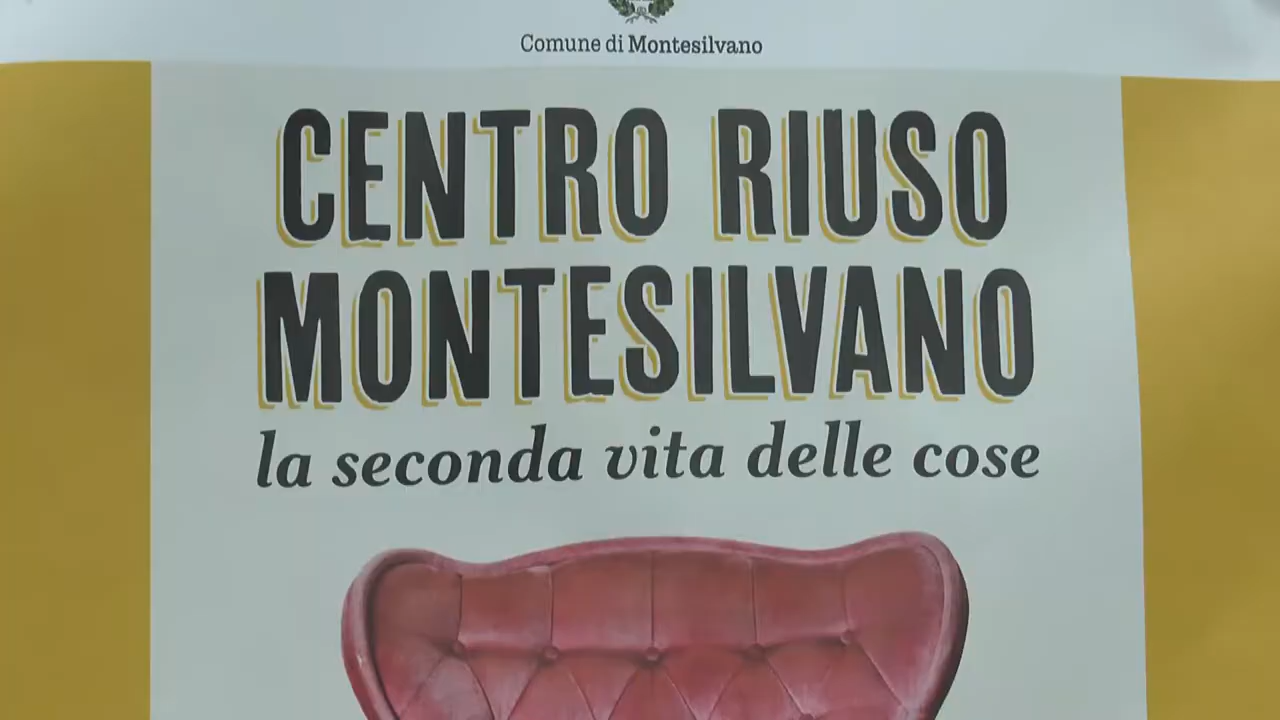 Comune di Montesilvano
CENTRO RIUSO
MONTESILVANO
la seconda vita delle cose